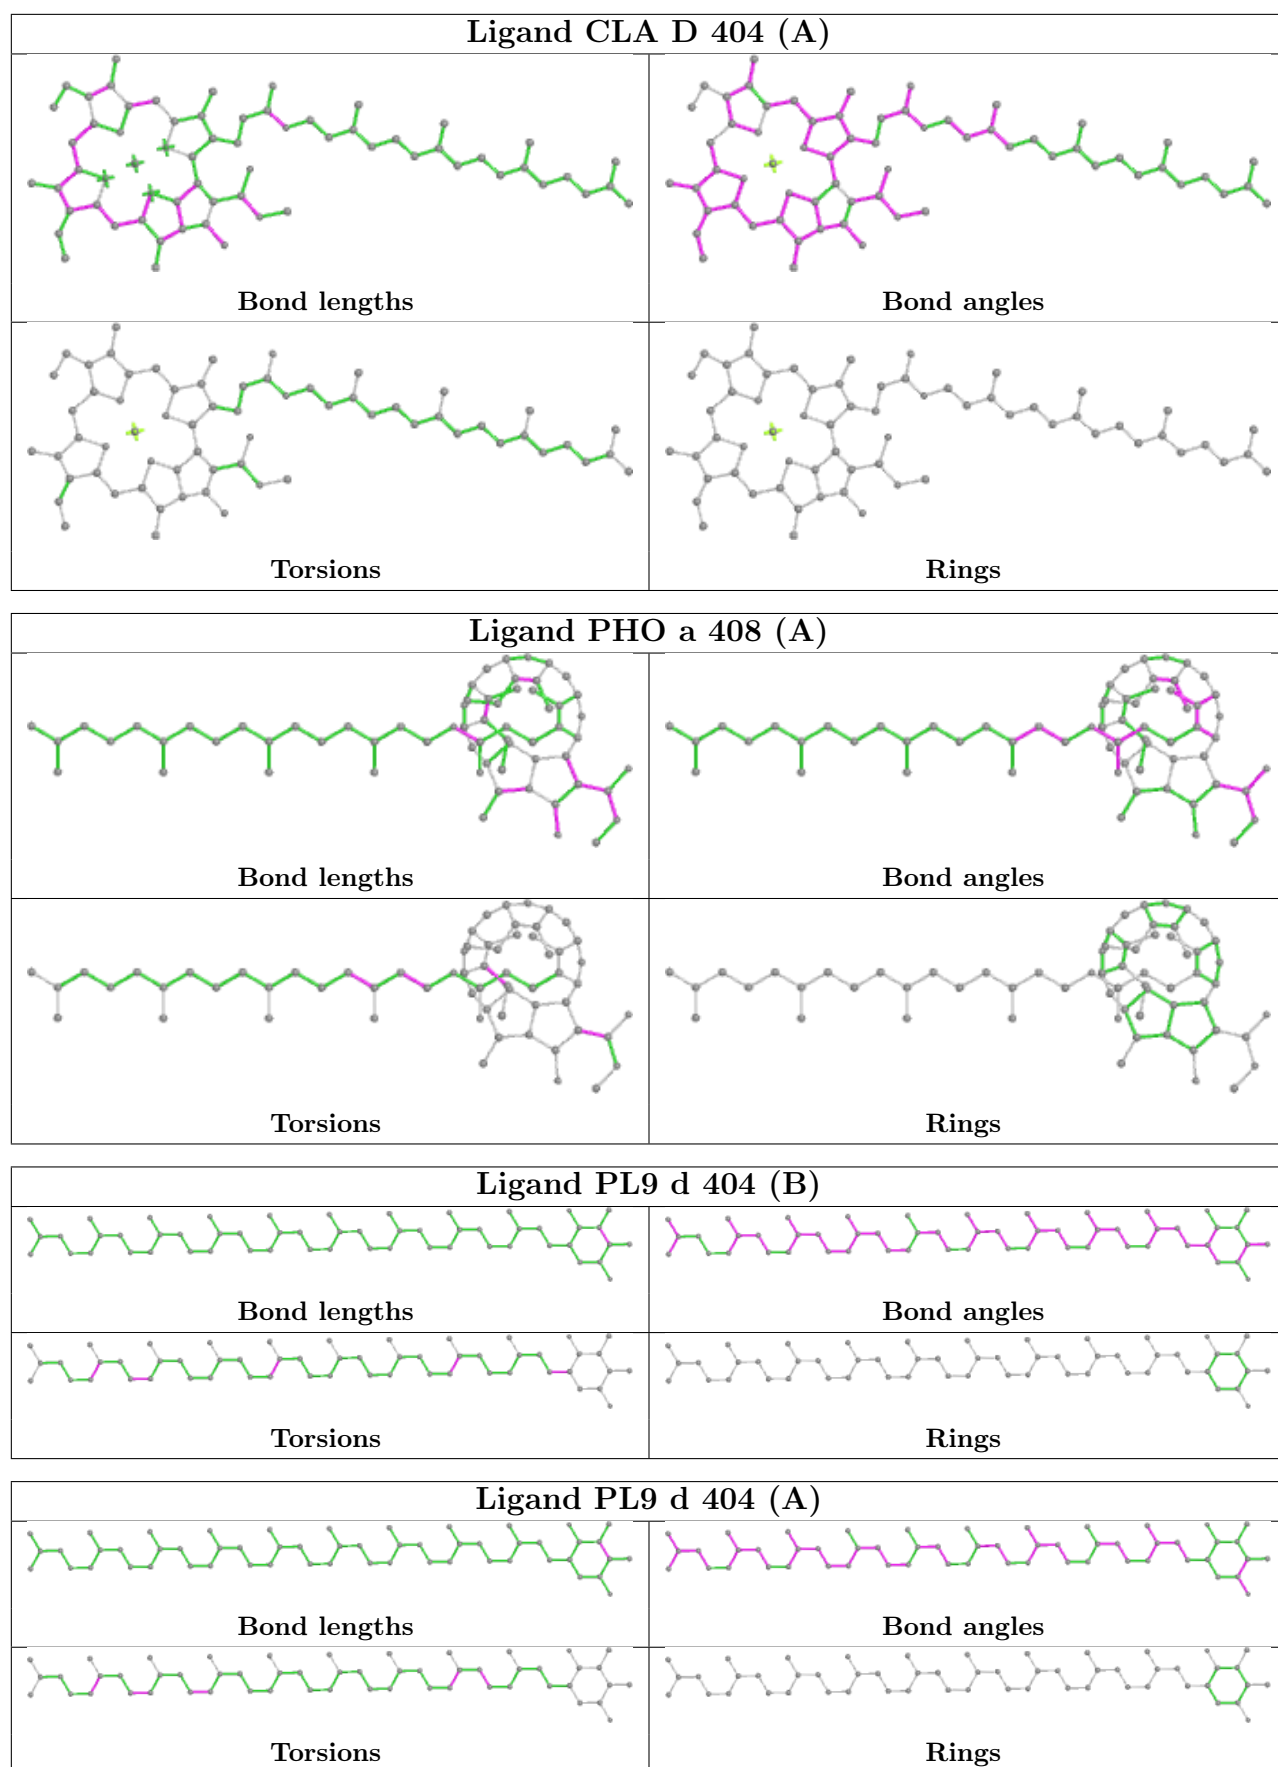 Ligand CLA D 404 (A)
Bond lengths
Bond angles
Torsions
Rings
Ligand PHO a 408 (A)
Bond lengths
Bond angles
Torsions
Rings
Ligand PL9 d 404 (B)
Bond lengths
Bond angles
Torsions
Rings
Ligand PL9 d 404 (A)
Bond lengths
Bond angles
Torsions
Rings